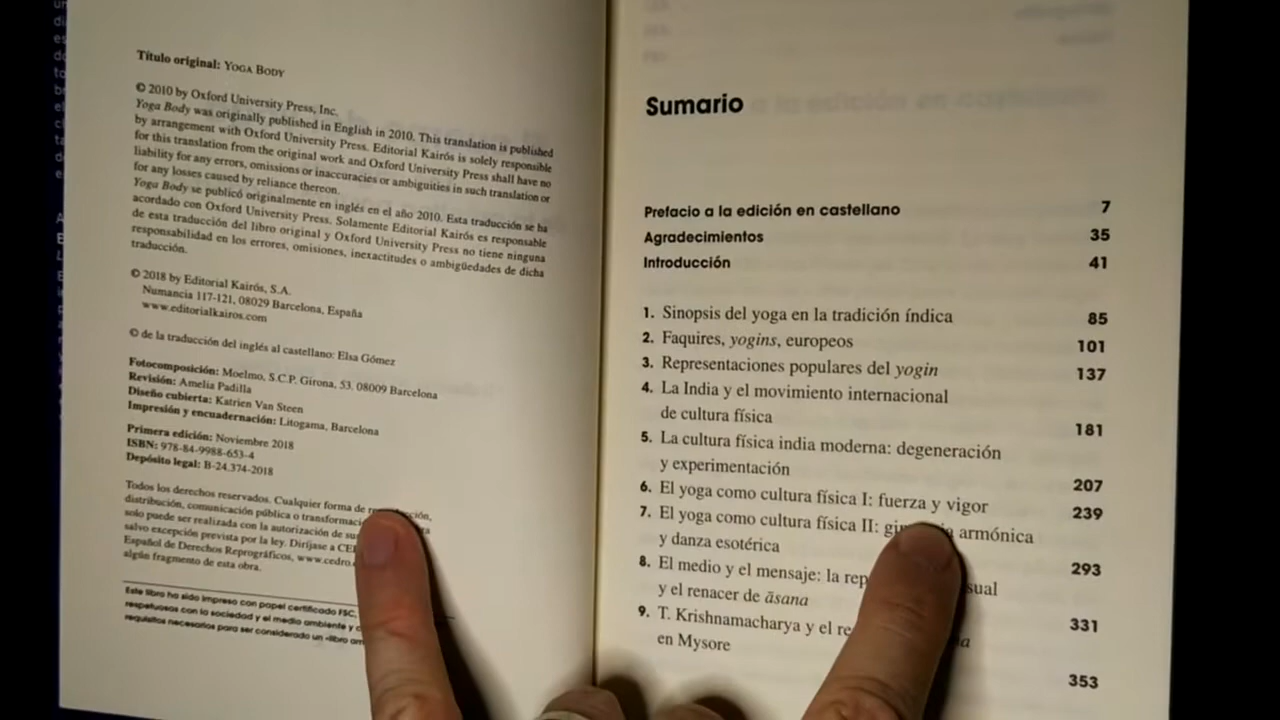 Título original: YOGA BODY
© 2010 by Oxford University Press, Inc.
Yoga Body was originally published in English in 2010. This translation is published
by arrangement with Oxford University Press. Editorial Kairós is solely responsible
for this translation from the original work and Oxford University Press shall have no
liability for any errors, omissions or inaccuracies or ambiguities in such translation or
for any losses caused by reliance thereon.
Yoga Body se publicó originalmente en inglés en el año 2010. Esta traducción se ha
acordado con Oxford University Press. Solamente Editorial Kairós es responsable
de esta traducción del libro original y Oxford University Press no tiene ninguna
responsabilidad en los errores, omisiones, inexactitudes o ambigüedades de dicha
traducción.
© 2018 by Editorial Kairós, S.A.
Numancia 117-121, 08029 Barcelona, España
www.editorialkairos.com
© de la traducción del inglés al castellano: Elsa Gómez
Fotocomposición: Moelmo, S.C.P. Girona, 53. 08009 Barcelona
Revisión: Amelia Padilla
Diseño cubierta: Katrien Van Steen
Impresión y encuadernación: Litogama, Barcelona
Primera edición: Noviembre 2018
ISBN: 978-84-9988-653-4
Depósito legal: B-24.374-2018
Todos los derechos reservados. Cualquier forma de
distribución, comunicación pública o
solo puede ser realizada con la autorización de
salvo excepción prevista por la ley. Diríjase a
Español de Derechos Reprográficos, www.cedro.
algún fragmento de esta obra.
Este libro ha sido impreso con papel certificado FSC,
respetuosos con la sociedad y el medio ambiente y
requisitos necesarios para ser considerado un «libro
Sumario
Prefacio a la edición en castellano 7
Agradecimientos 35
Introducción 41
1. Sinopsis del yoga en la tradición índica 85
2. Faquires, yogins, europeos 101
3. Representaciones populares del yogin 137
4. La India y el movimiento internacional
de cultura física 181
5. La cultura física india moderna: degeneración
y experimentación 207
6. El yoga como cultura física I: fuerza y vigor 239
7. El yoga como cultura física II: armónica
y danza esotérica 293
8. El medio y el mensaje: la
y el renacer de āsana 331
9. T. Krishnamacharya y el
en Mysore 353